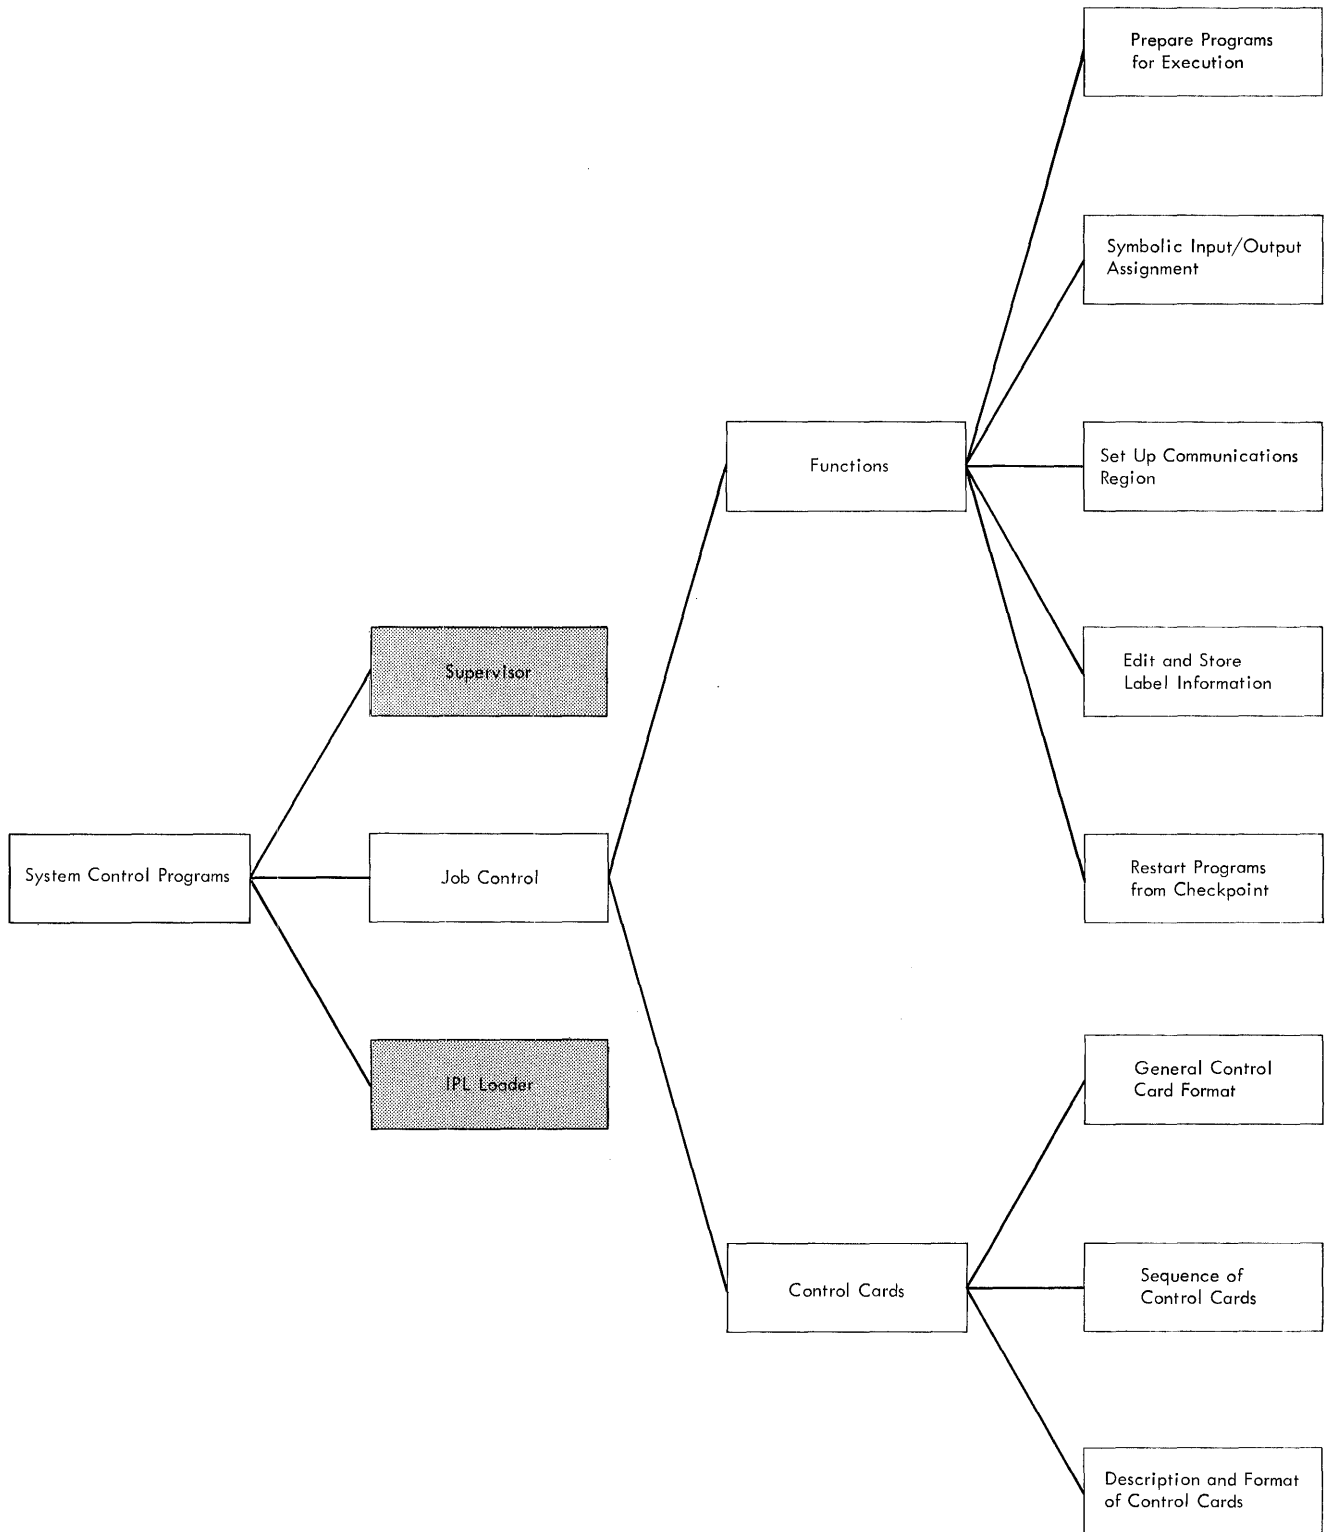 Prepare Programs
for Execution
Symbolic Input/Output
Assignment
Functions
Set Up Communications
Region
Supervisor
Edit and Store
Label Information
System Control Programs
Job Control
Restart Programs
from Checkpoint
IPL Loader
General Control
Card Format
Control Cards
Sequence of
Control Cards
Description and Format
of Control Cards